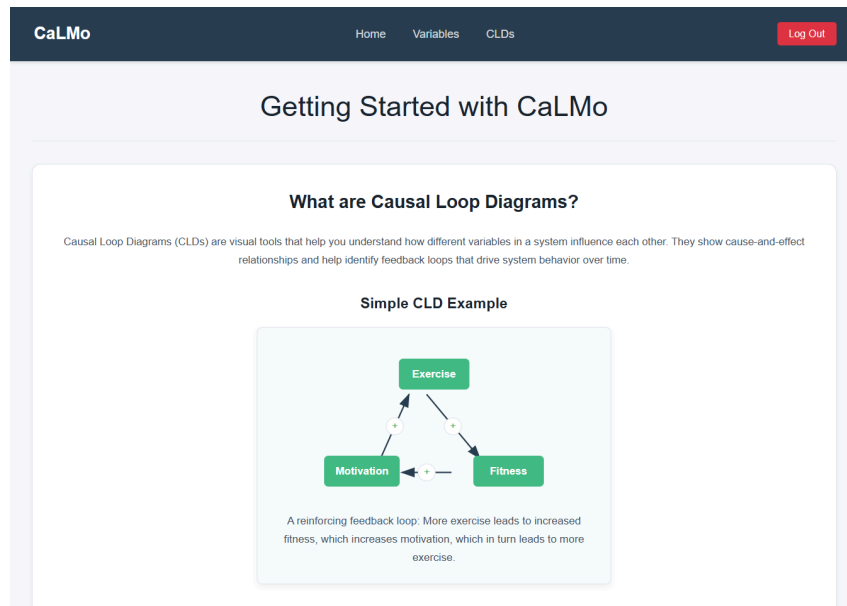 CaLMo
Home
Variables
CLDs
Log Out
Getting Started with CaLMo
What are Causal Loop Diagrams?
Causal Loop Diagrams (CLDs) are visual tools that help you understand how different variables in a system influence each other. They show cause-and-effect
relationships and help identify feedback loops that drive system behavior over time.
Simple CLD Example
Exercise
+
+
Motivation
+
Fitness
A reinforcing feedback loop: More exercise leads to increased
fitness, which increases motivation, which in turn leads to more
exercise.